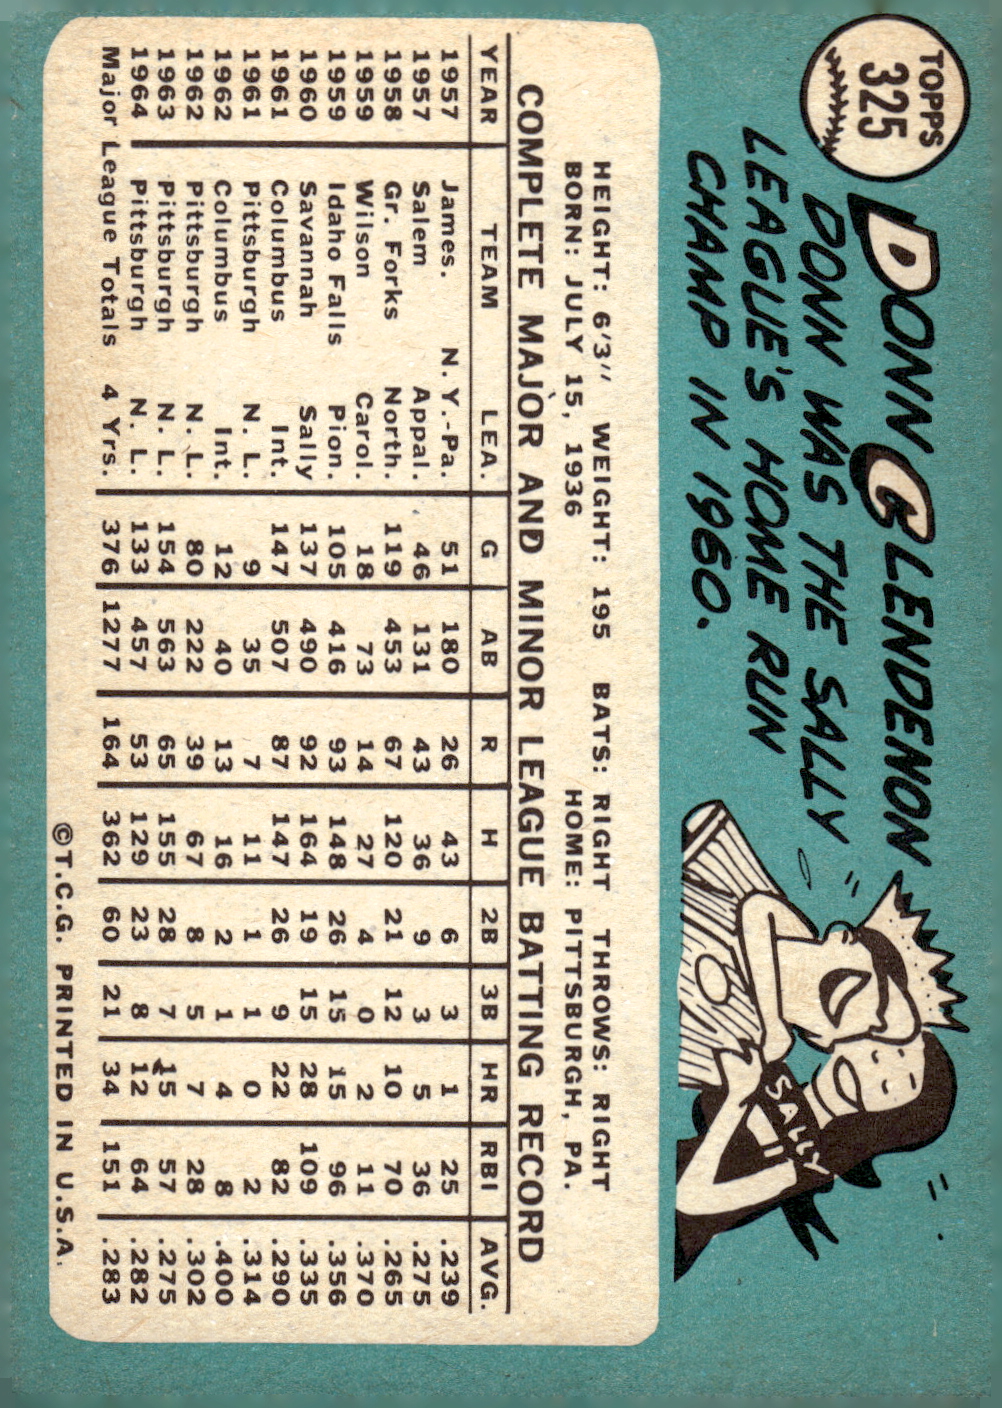 TOPPS
325
DONN CLENDENON
DONN WAS THE SALLY
LEAGUE'S HOME RUN
CHAMP IN 1960.
SALLY
HEIGHT: 6'3" WEIGHT: 195 BATS: RIGHT THROWS: RIGHT
BORN: JULY 15, 1936 HOME: PITTSBURGH, PA.
COMPLETE MAJOR AND MINOR LEAGUE BATTING RECORD
YEAR TEAM LEA. G AB R H 2B 3B HR RBI AVG.
1957 James. N. Y.-Pa. 51 180 26 43 6 3 1 25 .239
1957 Salem Appal. 46 131 43 36 9 3 5 36 .275
1958 Gr. Forks North. 119 453 67 120 21 12 10 70 .265
1959 Wilson Carol. 18 73 14 27 4 0 2 11 .370
1959 Idaho Falls Pion. 105 416 93 148 26 15 15 96 .356
1960 Savannah Sally 137 490 92 164 19 15 28 109 .335
1961 Columbus Int. 147 507 87 147 26 9 22 82 .290
1961 Pittsburgh N. L. 9 35 7 11 1 1 0 2 .314
1962 Columbus Int. 12 40 13 16 2 1 4 8 .400
1962 Pittsburgh N. L. 80 222 39 67 8 5 7 28 .302
1963 Pittsburgh N. L. 154 563 65 155 28 7 15 57 .275
1964 Pittsburgh N. L. 133 457 53 129 23 8 12 64 .282
Major League Totals 4 Yrs. 376 1277 164 362 60 21 34 151 .283
©T.C.G. PRINTED IN U.S.A.